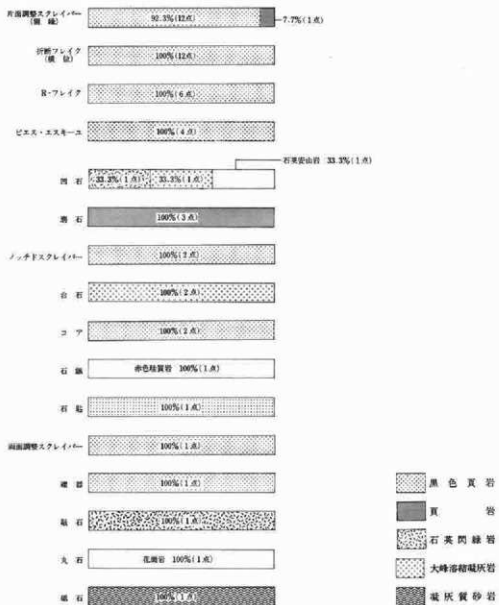 片面調整スクレイパー
(横縁)
92.3%(12点)
7.7%(1点)
折断フレイク
(横位)
100%(12点)
R・フレイク
100%(6点)
ピエス・エスキーユ
100%(4点)
凹石
33.3%(1点)
33.3%(1点)
石英安山岩 33.3%(1点)
磨石
100%(3点)
ノッチドスクレイパー
100%(2点)
台石
100%(2点)
コア
100%(2点)
石鏃
赤色珪質岩 100%(1点)
石匙
100%(1点)
両面調整スクレイパー
100%(1点)
礫器
100%(1点)
敲石
100%(1点)
丸石
花崗岩 100%(1点)
砥石
100%(1点)
黒色頁岩
頁岩
石英閃緑岩
大峰溶結凝灰岩
凝灰質砂岩